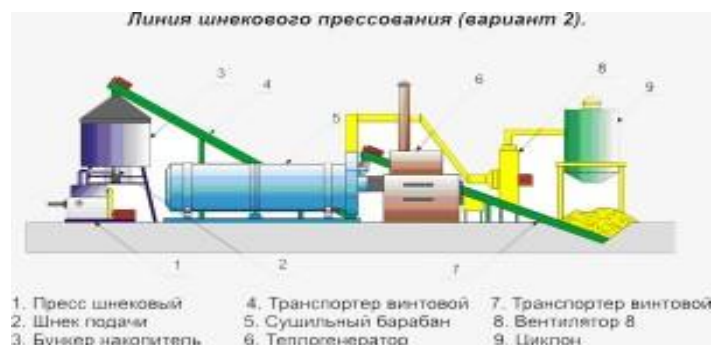 Линия шнекового прессования (вариант 2).
3
4
5
6
8
9
1
2
7
1. Пресс шнековый
2. Шнек подачи
3. Бункер накопитель
4. Транспортер винтовой
5. Сушильный барабан
6. Теплогенератор
7. Транспортер винтовой
8. Вентилятор 8
9. Циклон